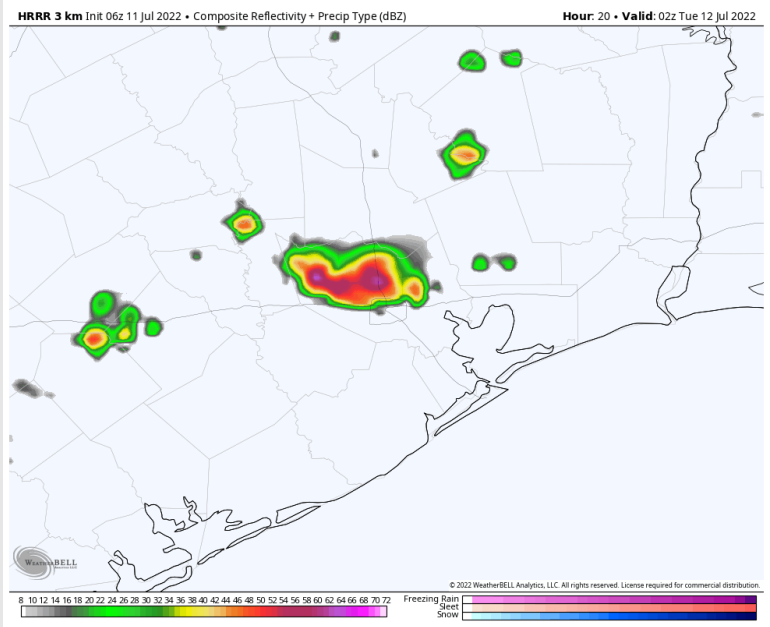 HRRR 3 km Init 06z 11 Jul 2022 • Composite Reflectivity + Precip Type (dBZ)
Hour: 20 • Valid: 02z Tue 12 Jul 2022
WEATHERBELL
© 2022 WeatherBELL Analytics, LLC. All rights reserved. License required for commercial distribution.
8 10 12 14 16 18 20 22 24 26 28 30 32 34 36 38 40 42 44 46 48 50 52 54 56 58 60 62 64 66 68 70 72
Freezing Rain
Sleet
Snow